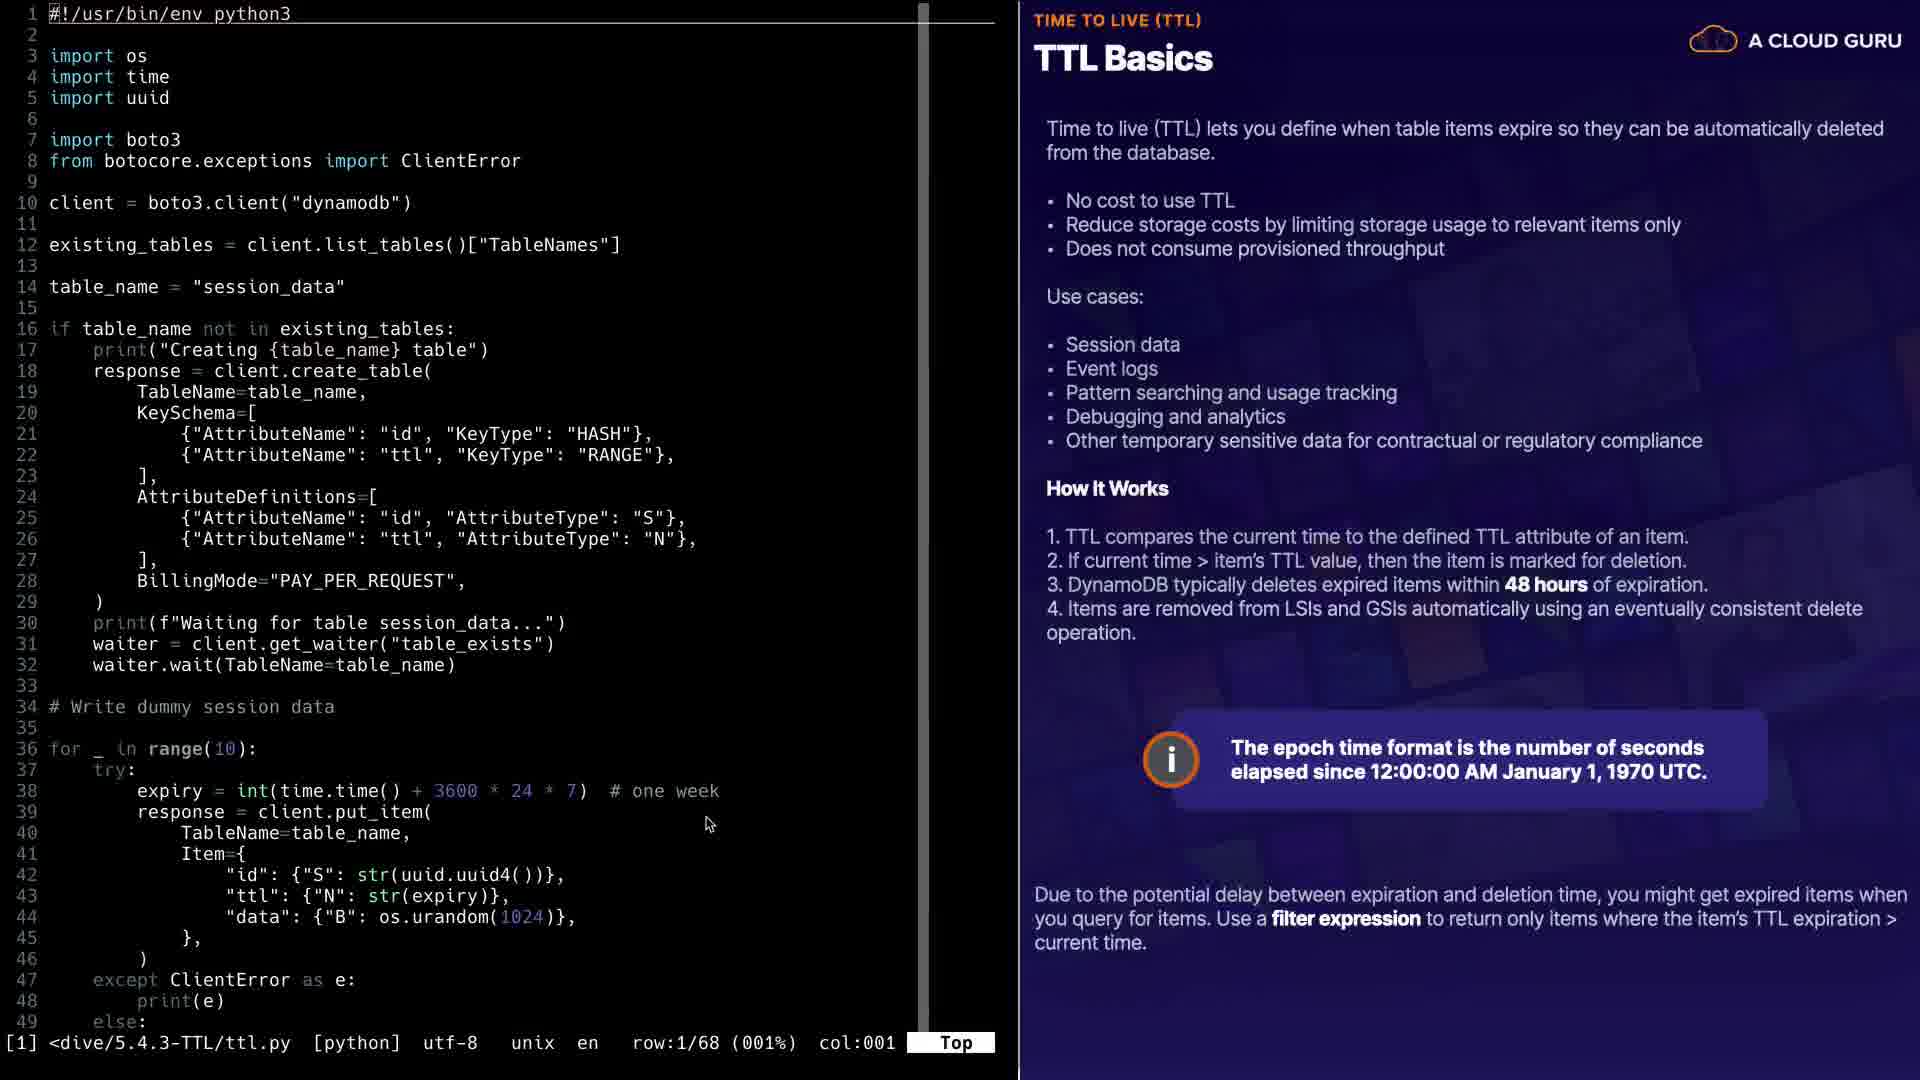 1 #!/usr/bin/env python3
2
3 import os
4 import time
5 import uuid
6
7 import boto3
8 from botocore.exceptions import ClientError
9
10 client = boto3.client("dynamodb")
11
12 existing_tables = client.list_tables()["TableNames"]
13
14 table_name = "session_data"
15
16 if table_name not in existing_tables:
17     print("Creating {table_name} table")
18     response = client.create_table(
19         TableName=table_name,
20         KeySchema=[
21             {"AttributeName": "id", "KeyType": "HASH"},
22             {"AttributeName": "ttl", "KeyType": "RANGE"},
23         ],
24         AttributeDefinitions=[
25             {"AttributeName": "id", "AttributeType": "S"},
26             {"AttributeName": "ttl", "AttributeType": "N"},
27         ],
28         BillingMode="PAY_PER_REQUEST",
29     )
30     print(f"Waiting for table session_data...")
31     waiter = client.get_waiter("table_exists")
32     waiter.wait(TableName=table_name)
33
34 # Write dummy session data
35
36 for _ in range(10):
37     try:
38         expiry = int(time.time() + 3600 * 24 * 7)  # one week
39         response = client.put_item(
40             TableName=table_name,
41             Item={
42                 "id": {"S": str(uuid.uuid4())},
43                 "ttl": {"N": str(expiry)},
44                 "data": {"B": os.urandom(1024)},
45             },
46         )
47     except ClientError as e:
48         print(e)
49     else:
[1] <dive/5.4.3-TTL/ttl.py [python] utf-8 unix en row:1/68 (001%) col:001 Top
TIME TO LIVE (TTL)
TTL Basics
A CLOUD GURU
Time to live (TTL) lets you define when table items expire so they can be automatically deleted
from the database.
• No cost to use TTL
• Reduce storage costs by limiting storage usage to relevant items only
• Does not consume provisioned throughput
Use cases:
• Session data
• Event logs
• Pattern searching and usage tracking
• Debugging and analytics
• Other temporary sensitive data for contractual or regulatory compliance
How It Works
1. TTL compares the current time to the defined TTL attribute of an item.
2. If current time > item's TTL value, then the item is marked for deletion.
3. DynamoDB typically deletes expired items within 48 hours of expiration.
4. Items are removed from LSIs and GSIs automatically using an eventually consistent delete
operation.
i
The epoch time format is the number of seconds
elapsed since 12:00:00 AM January 1, 1970 UTC.
Due to the potential delay between expiration and deletion time, you might get expired items when
you query for items. Use a filter expression to return only items where the item's TTL expiration >
current time.